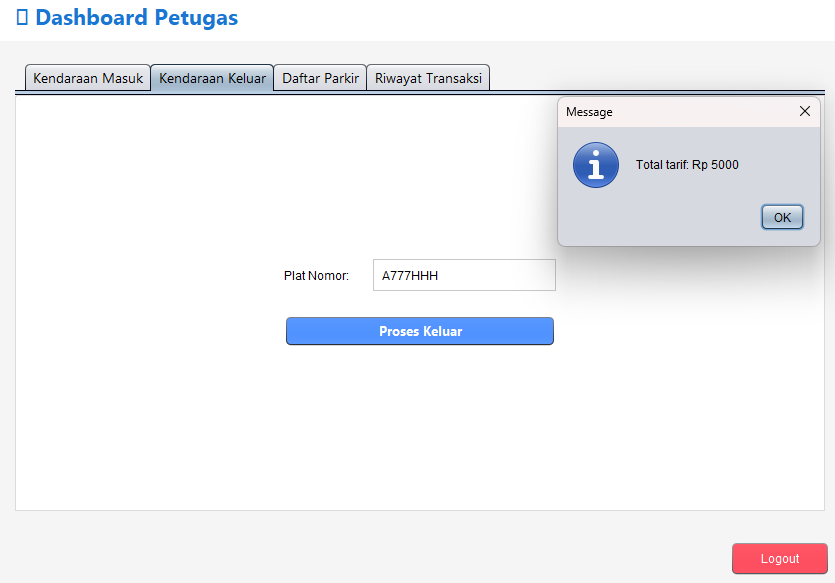 Dashboard Petugas
Kendaraan Masuk Kendaraan Keluar Daftar Parkir Riwayat Transaksi
Message
Total tarif: Rp 5000
OK
Plat Nomor: A777HHH
Proses Keluar
Logout